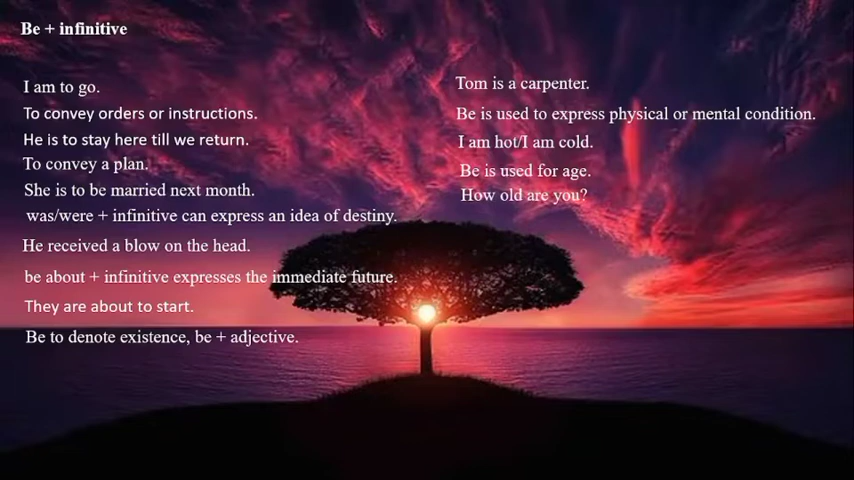 Be + infinitive
I am to go.
To convey orders or instructions.
He is to stay here till we return.
To convey a plan.
She is to be married next month.
was/were + infinitive can express an idea of destiny.
He received a blow on the head.
be about + infinitive expresses the immediate future.
They are about to start.
Be to denote existence, be + adjective.
Tom is a carpenter.
Be is used to express physical or mental condition.
I am hot/I am cold.
Be is used for age.
How old are you?